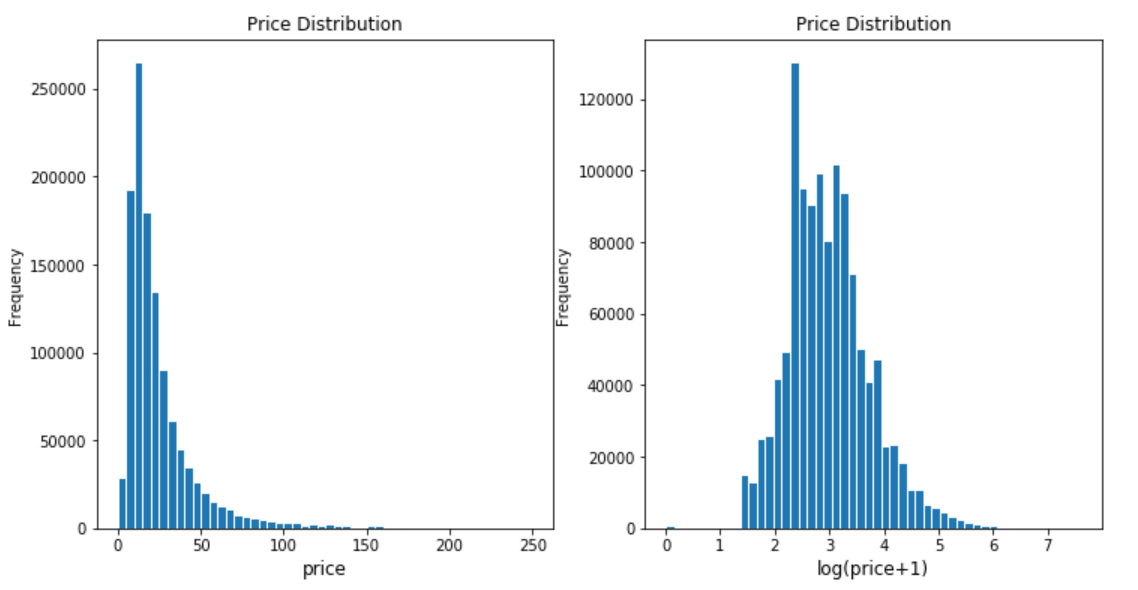 Price Distribution
250000
200000
150000
100000
50000
0
Frequency
0 50 100 150 200 250
price
Price Distribution
120000
100000
80000
60000
40000
20000
0
Frequency
0 1 2 3 4 5 6 7
log(price+1)